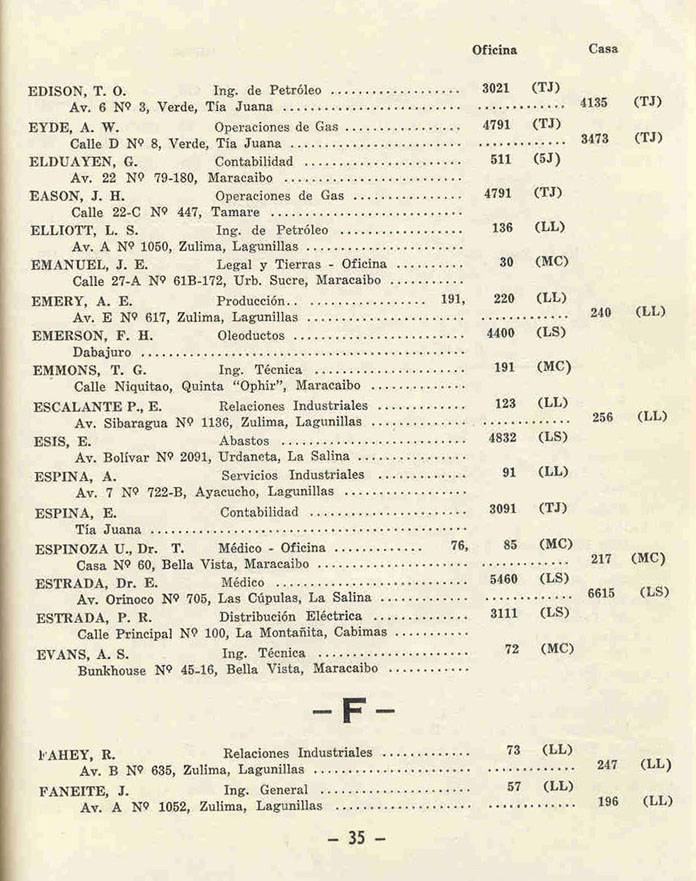 Oficina Casa
EDISON, T. O. Ing. de Petróleo .................. 3021 (TJ)
Av. 6 Nº 3, Verde, Tía Juana ......................... ............ 4135 (TJ)
EYDE, A. W. Operaciones de Gas ................ 4791 (TJ)
Calle D Nº 8, Verde, Tía Juana ........................ ............ 3473 (TJ)
ELDUAYEN, G. Contabilidad ...................... 511 (5J)
Av. 22 Nº 79-180, Maracaibo .........................
EASON, J. H. Operaciones de Gas ................ 4791 (TJ)
Calle 22-C Nº 447, Tamare ...........................
ELLIOTT, L. S. Ing. de Petróleo ................. 136 (LL)
Av. A Nº 1050, Zulima, Lagunillas ......................
EMANUEL, J. E. Legal y Tierras - Oficina .......... 30 (MC)
Calle 27-A Nº 61B-172, Urb. Sucre, Maracaibo ...........
EMERY, A. E. Producción.. .................. 191, 220 (LL)
Av. E Nº 617, Zulima, Lagunillas ...................... ............ 240 (LL)
EMERSON, F. H. Oleoductos ........................ 4400 (LS)
Dabajuro .............................................
EMMONS, T. G. Ing. Técnica ..................... 191 (MC)
Calle Niquitao, Quinta "Ophir", Maracaibo .............
ESCALANTE P., E. Relaciones Industriales ............ 123 (LL)
Av. Sibaragua Nº 1136, Zulima, Lagunillas ............. ............ 256 (LL)
ESIS, E. Abastos .......................... 4832 (LS)
Av. Bolívar Nº 2091, Urdaneta, La Salina ...............
ESPINA, A. Servicios Industriales ............ 91 (LL)
Av. 7 Nº 722-B, Ayacucho, Lagunillas .................
ESPINA, E. Contabilidad ...................... 3091 (TJ)
Tía Juana ............................................
ESPINOZA U., Dr. T. Médico - Oficina ............. 76, 85 (MC)
Casa Nº 60, Bella Vista, Maracaibo ..................... ............ 217 (MC)
ESTRADA, Dr. E. Médico ........................... 5460 (LS)
Av. Orinoco Nº 705, Las Cúpulas, La Salina ............ ............ 6615 (LS)
ESTRADA, P. R. Distribución Eléctrica ............ 3111 (LS)
Calle Principal Nº 100, La Montañita, Cabimas ..........
EVANS, A. S. Ing. Técnica ...................... 72 (MC)
Bunkhouse Nº 45-16, Bella Vista, Maracaibo ...........
— F —
FAHEY, R. Relaciones Industriales ............ 73 (LL)
Av. B Nº 635, Zulima, Lagunillas ...................... ............ 247 (LL)
FANEITE, J. Ing. General .................... 57 (LL)
Av. A Nº 1052, Zulima, Lagunillas ................... ............ 196 (LL)
— 35 —